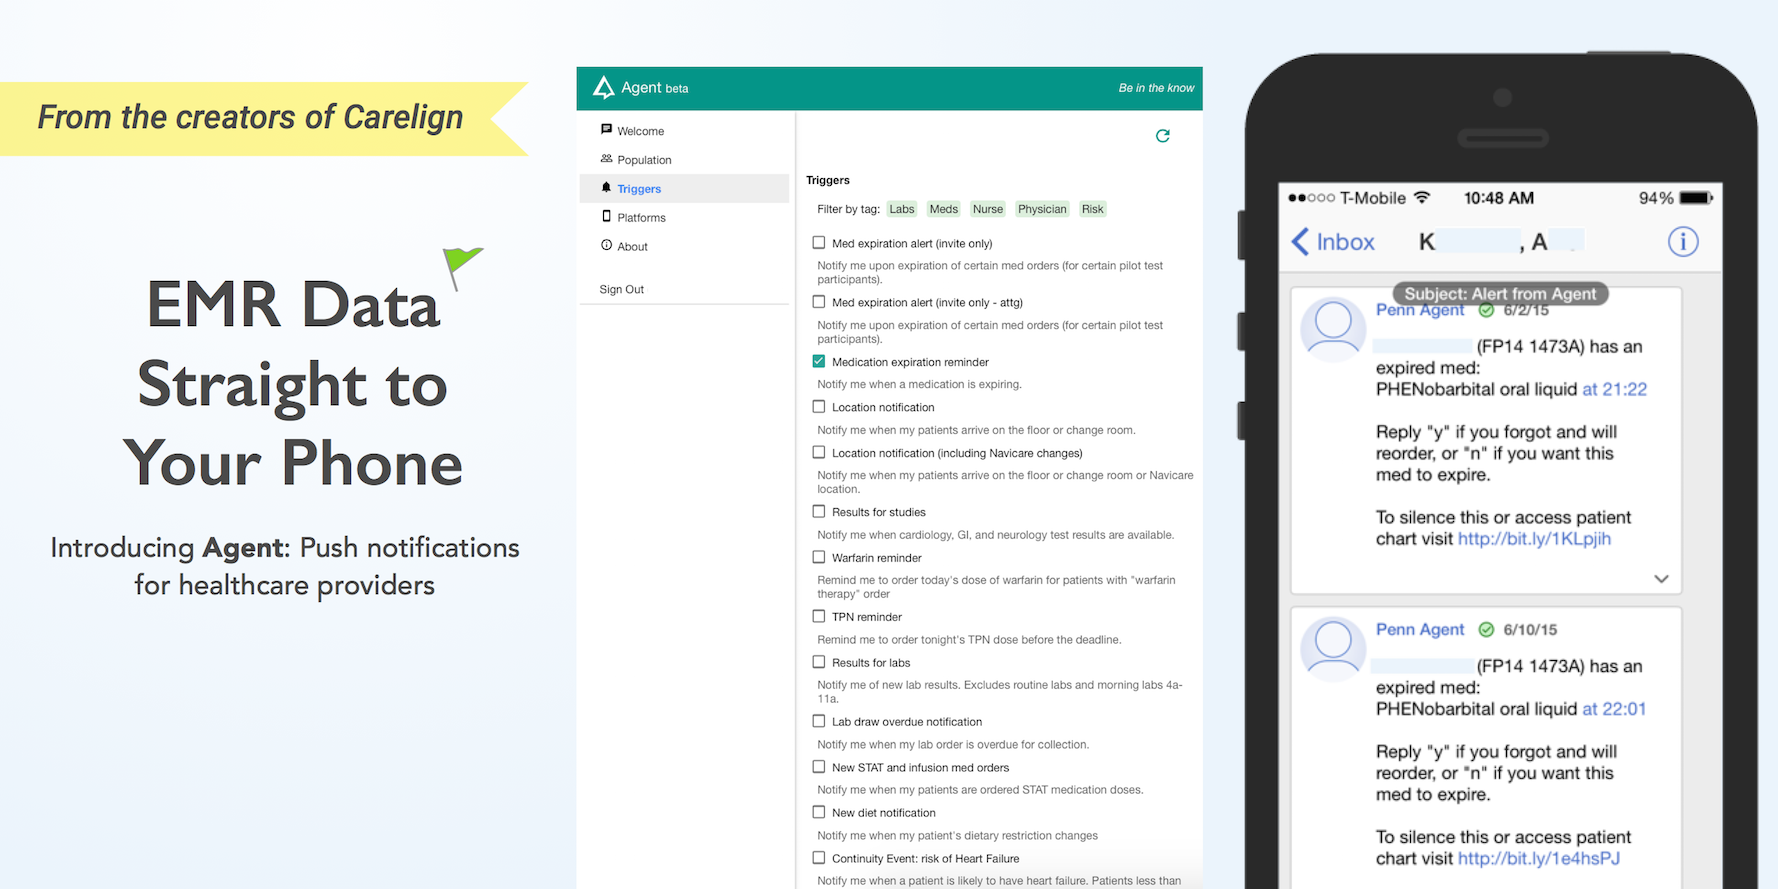 From the creators of Carelign
EMR Data
Straight to
Your Phone
Introducing Agent: Push notifications
for healthcare providers
Agent beta
Be in the know
Welcome
Population
Triggers
Platforms
About
Sign Out
Triggers
Filter by tag: Labs Meds Nurse Physician Risk
Med expiration alert (invite only)
Notify me upon expiration of certain med orders (for certain pilot test
participants).
Med expiration alert (invite only - attg)
Notify me upon expiration of certain med orders (for certain pilot test
participants).
Medication expiration reminder
Notify me when a medication is expiring.
Location notification
Notify me when my patients arrive on the floor or change room.
Location notification (including Navicare changes)
Notify me when my patients arrive on the floor or change room or Navicare
location.
Results for studies
Notify me when cardiology, GI, and neurology test results are available.
Warfarin reminder
Remind me to order today's dose of warfarin for patients with "warfarin
therapy" order
TPN reminder
Remind me to order tonight's TPN dose before the deadline.
Results for labs
Notify me of new lab results. Excludes routine labs and morning labs 4a-
11a.
Lab draw overdue notification
Notify me when my lab order is overdue for collection.
New STAT and infusion med orders
Notify me when my patients are ordered STAT medication doses.
New diet notification
Notify me when my patient's dietary restriction changes
Continuity Event: risk of Heart Failure
Notify me when a patient is likely to have heart failure. Patients less than
T-Mobile 10:48 AM 94%
Inbox K , A
Subject: Alert from Agent
Penn Agent 6/2/15
(FP14 1473A) has an
expired med:
PHENobarbital oral liquid at 21:22
Reply "y" if you forgot and will
reorder, or "n" if you want this
med to expire.
To silence this or access patient
chart visit http://bit.ly/1KLpjih
Penn Agent 6/10/15
(FP14 1473A) has an
expired med:
PHENobarbital oral liquid at 22:01
Reply "y" if you forgot and will
reorder, or "n" if you want this
med to expire.
To silence this or access patient
chart visit http://bit.ly/1e4hsPJ